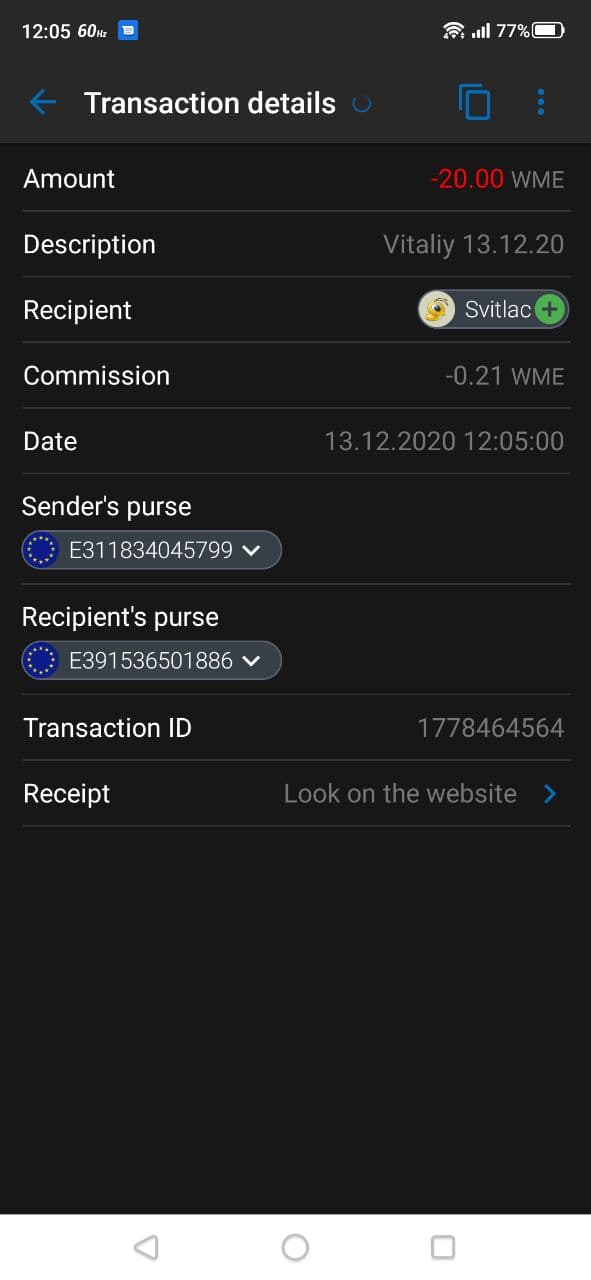 12:05 60Hz 77%
Transaction details
Amount -20.00 WME
Description Vitaliy 13.12.20
Recipient Svitlac
Commission -0.21 WME
Date 13.12.2020 12:05:00
Sender's purse
E311834045799
Recipient's purse
E391536501886
Transaction ID 1778464564
Receipt Look on the website